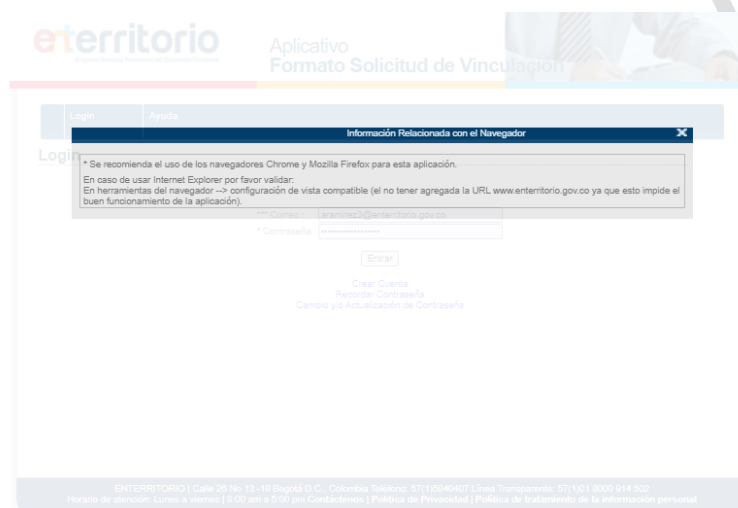 enterritorio
Aplicativo
Formato Solicitud de Vinculación
Login Ayuda
Información Relacionada con el Navegador X
Login
* Se recomienda el uso de los navegadores Chrome y Mozilla Firefox para esta aplicación.
En caso de usar Internet Explorer por favor validar:
En herramientas del navegador --> configuración de vista compatible (el no tener agregada la URL www.enterritorio.gov.co ya que esto impide el
buen funcionamiento de la aplicación).
*** Correo : aramirez3@enterritorio.gov.co
* Contraseña ****************
Entrar
Crear Cuenta
Recordar Contraseña
Cambio y/o Actualización de Contraseña
ENTERRITORIO | Calle 26 No 13 -19 Bogotá D.C., Colombia Teléfono: 57(1)5940407 Línea Transparente: 57(1)01 8000 914 502
Horario de atención: Lunes a viernes | 8:00 am a 5:00 pm Contáctenos | Política de Privacidad | Política de tratamiento de la información personal